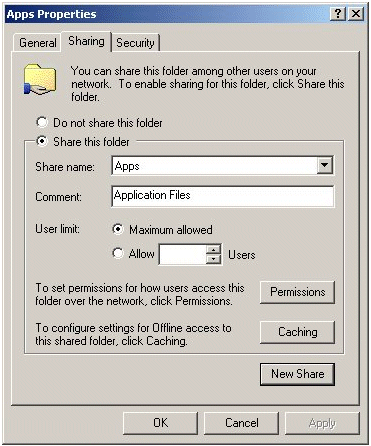 Apps Properties
General Sharing Security
You can share this folder among other users on your
network. To enable sharing for this folder, click Share this
folder.
Do not share this folder
Share this folder
Share name: Apps
Comment: Application Files
User limit: Maximum allowed
Allow Users
To set permissions for how users access this
folder over the network, click Permissions.
Permissions
To configure settings for Offline access to
this shared folder, click Caching.
Caching
New Share
OK Cancel Apply